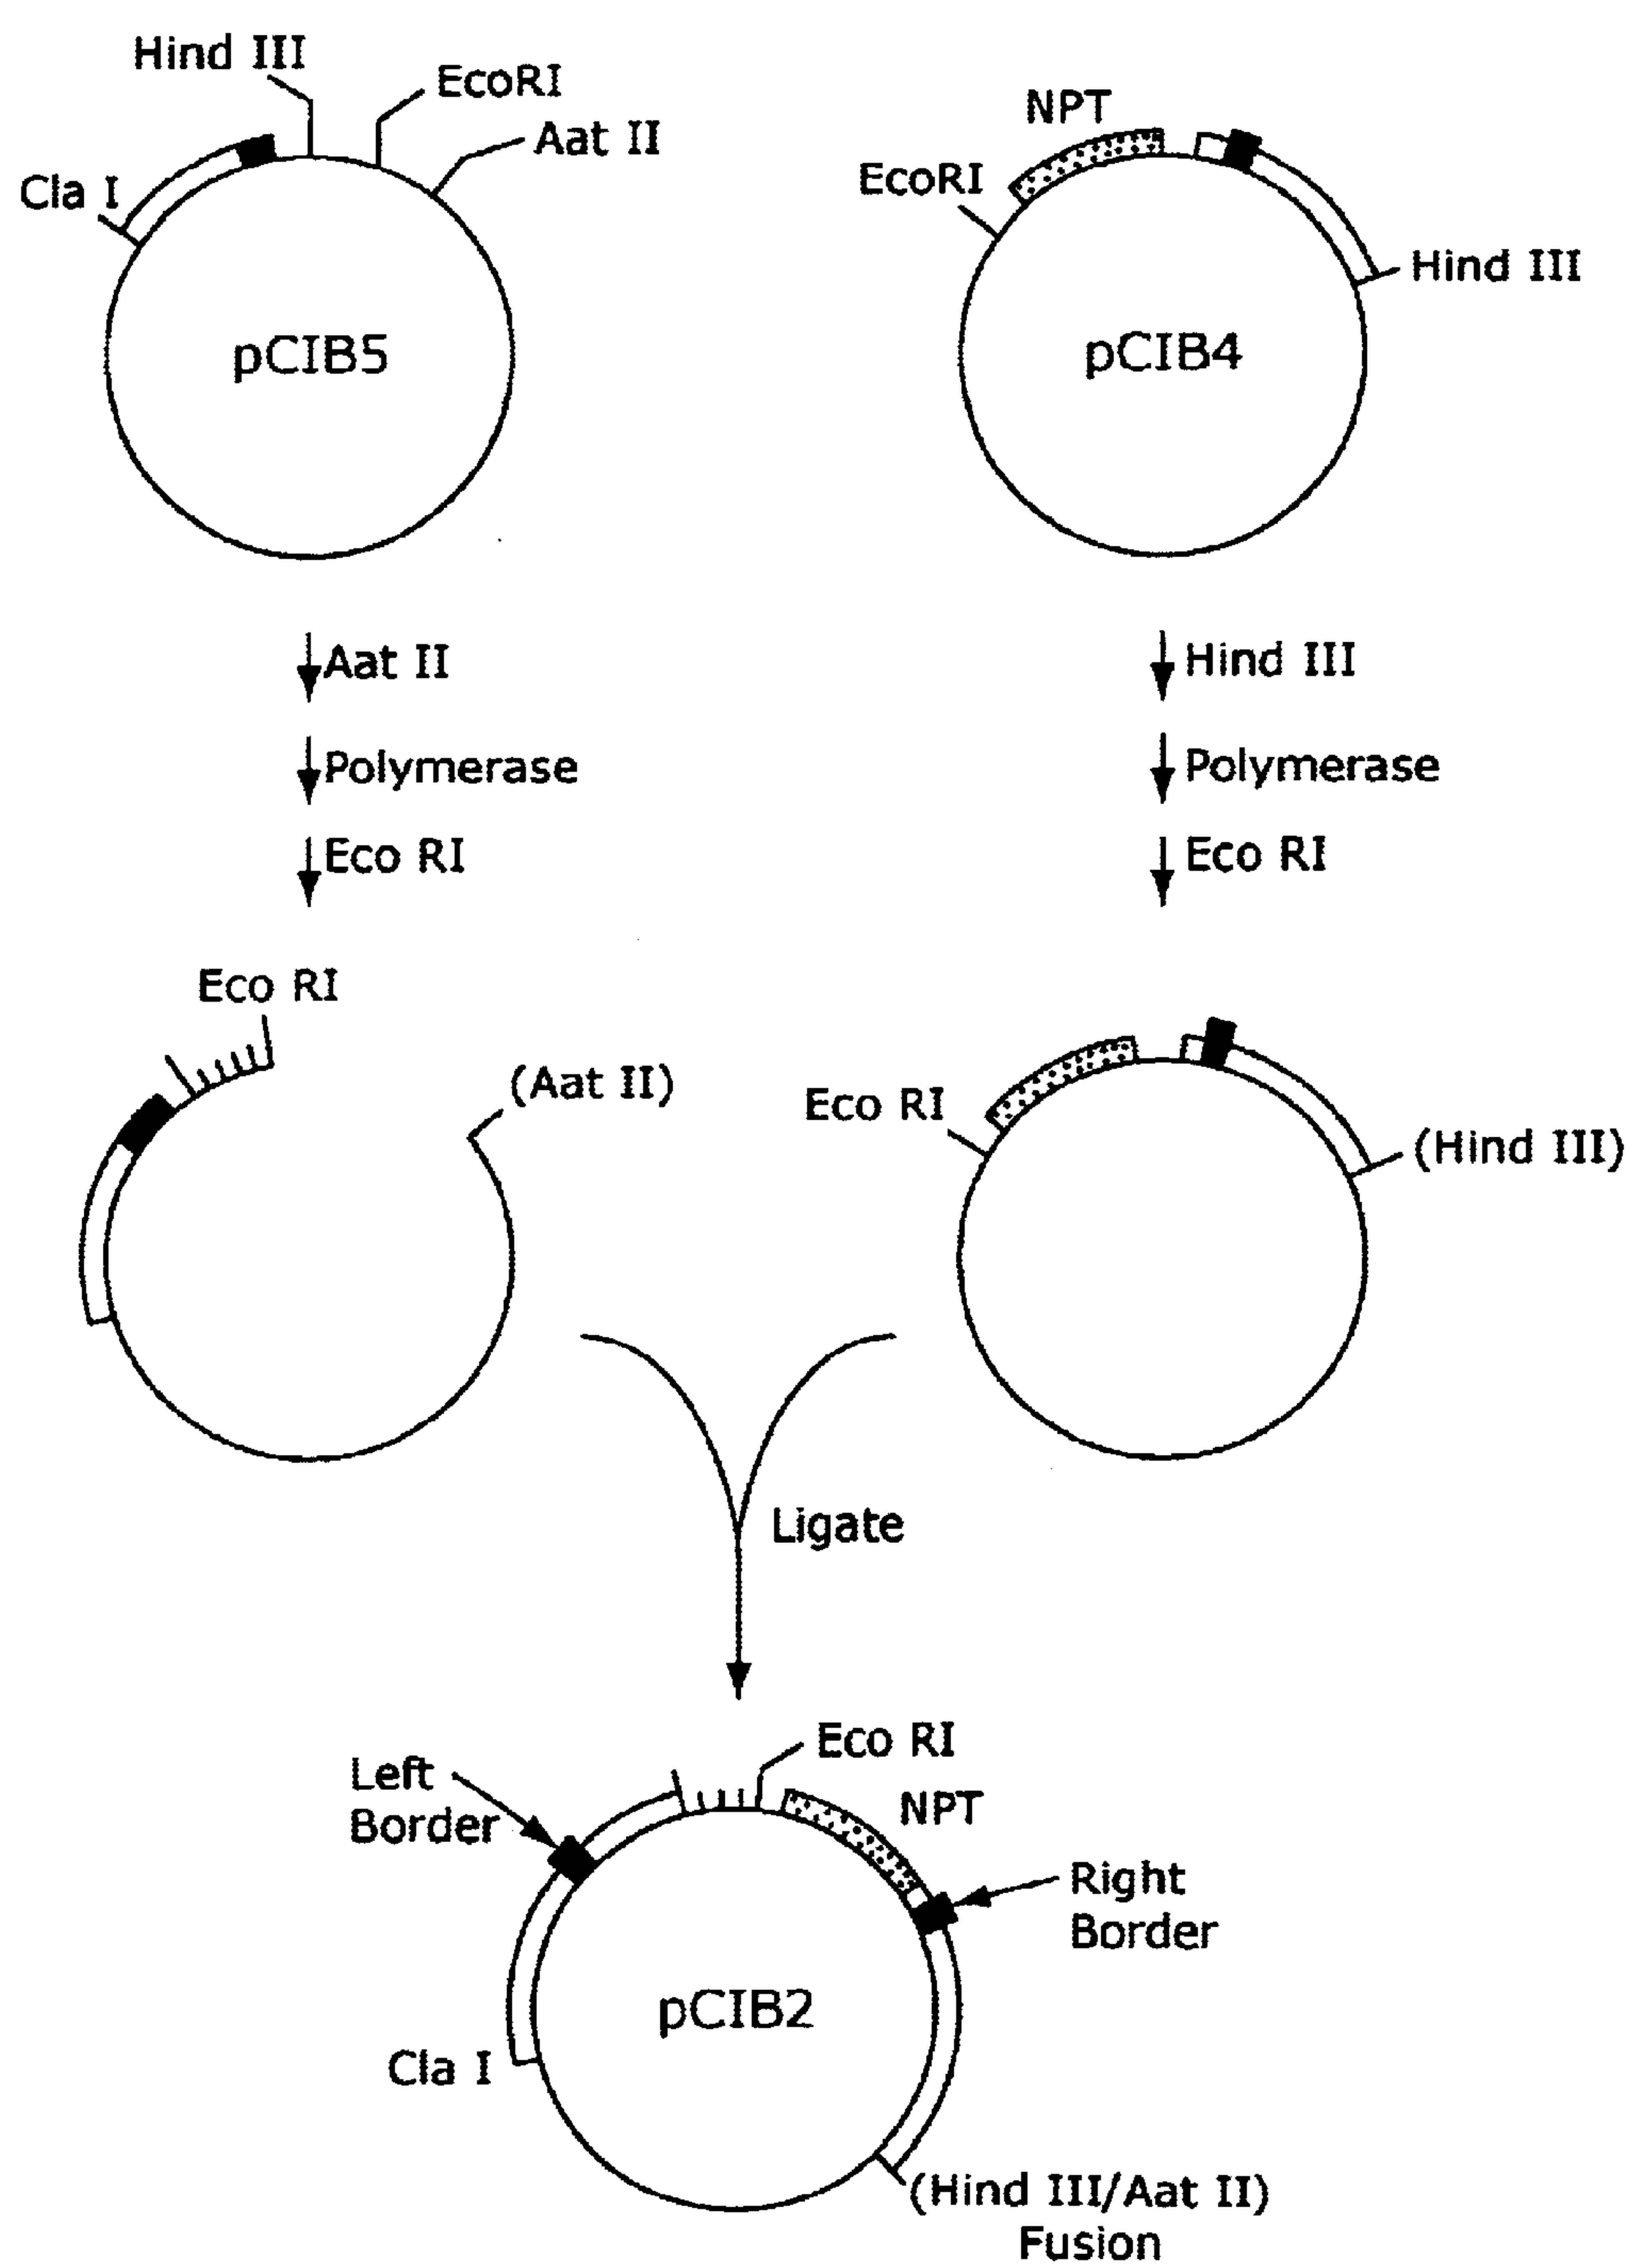 Hind III
EcoRI
Aat II
Cla I
pCIB5
NPT
EcoRI
Hind III
pCIB4
Aat II
Polymerase
Eco RI
Hind III
Polymerase
Eco RI
Eco RI
(Aat II)
Eco RI
(Hind III)
Ligate
Eco RI
Left
Border
NPT
Right
Border
pCIB2
Cla I
(Hind III/Aat II)
Fusion